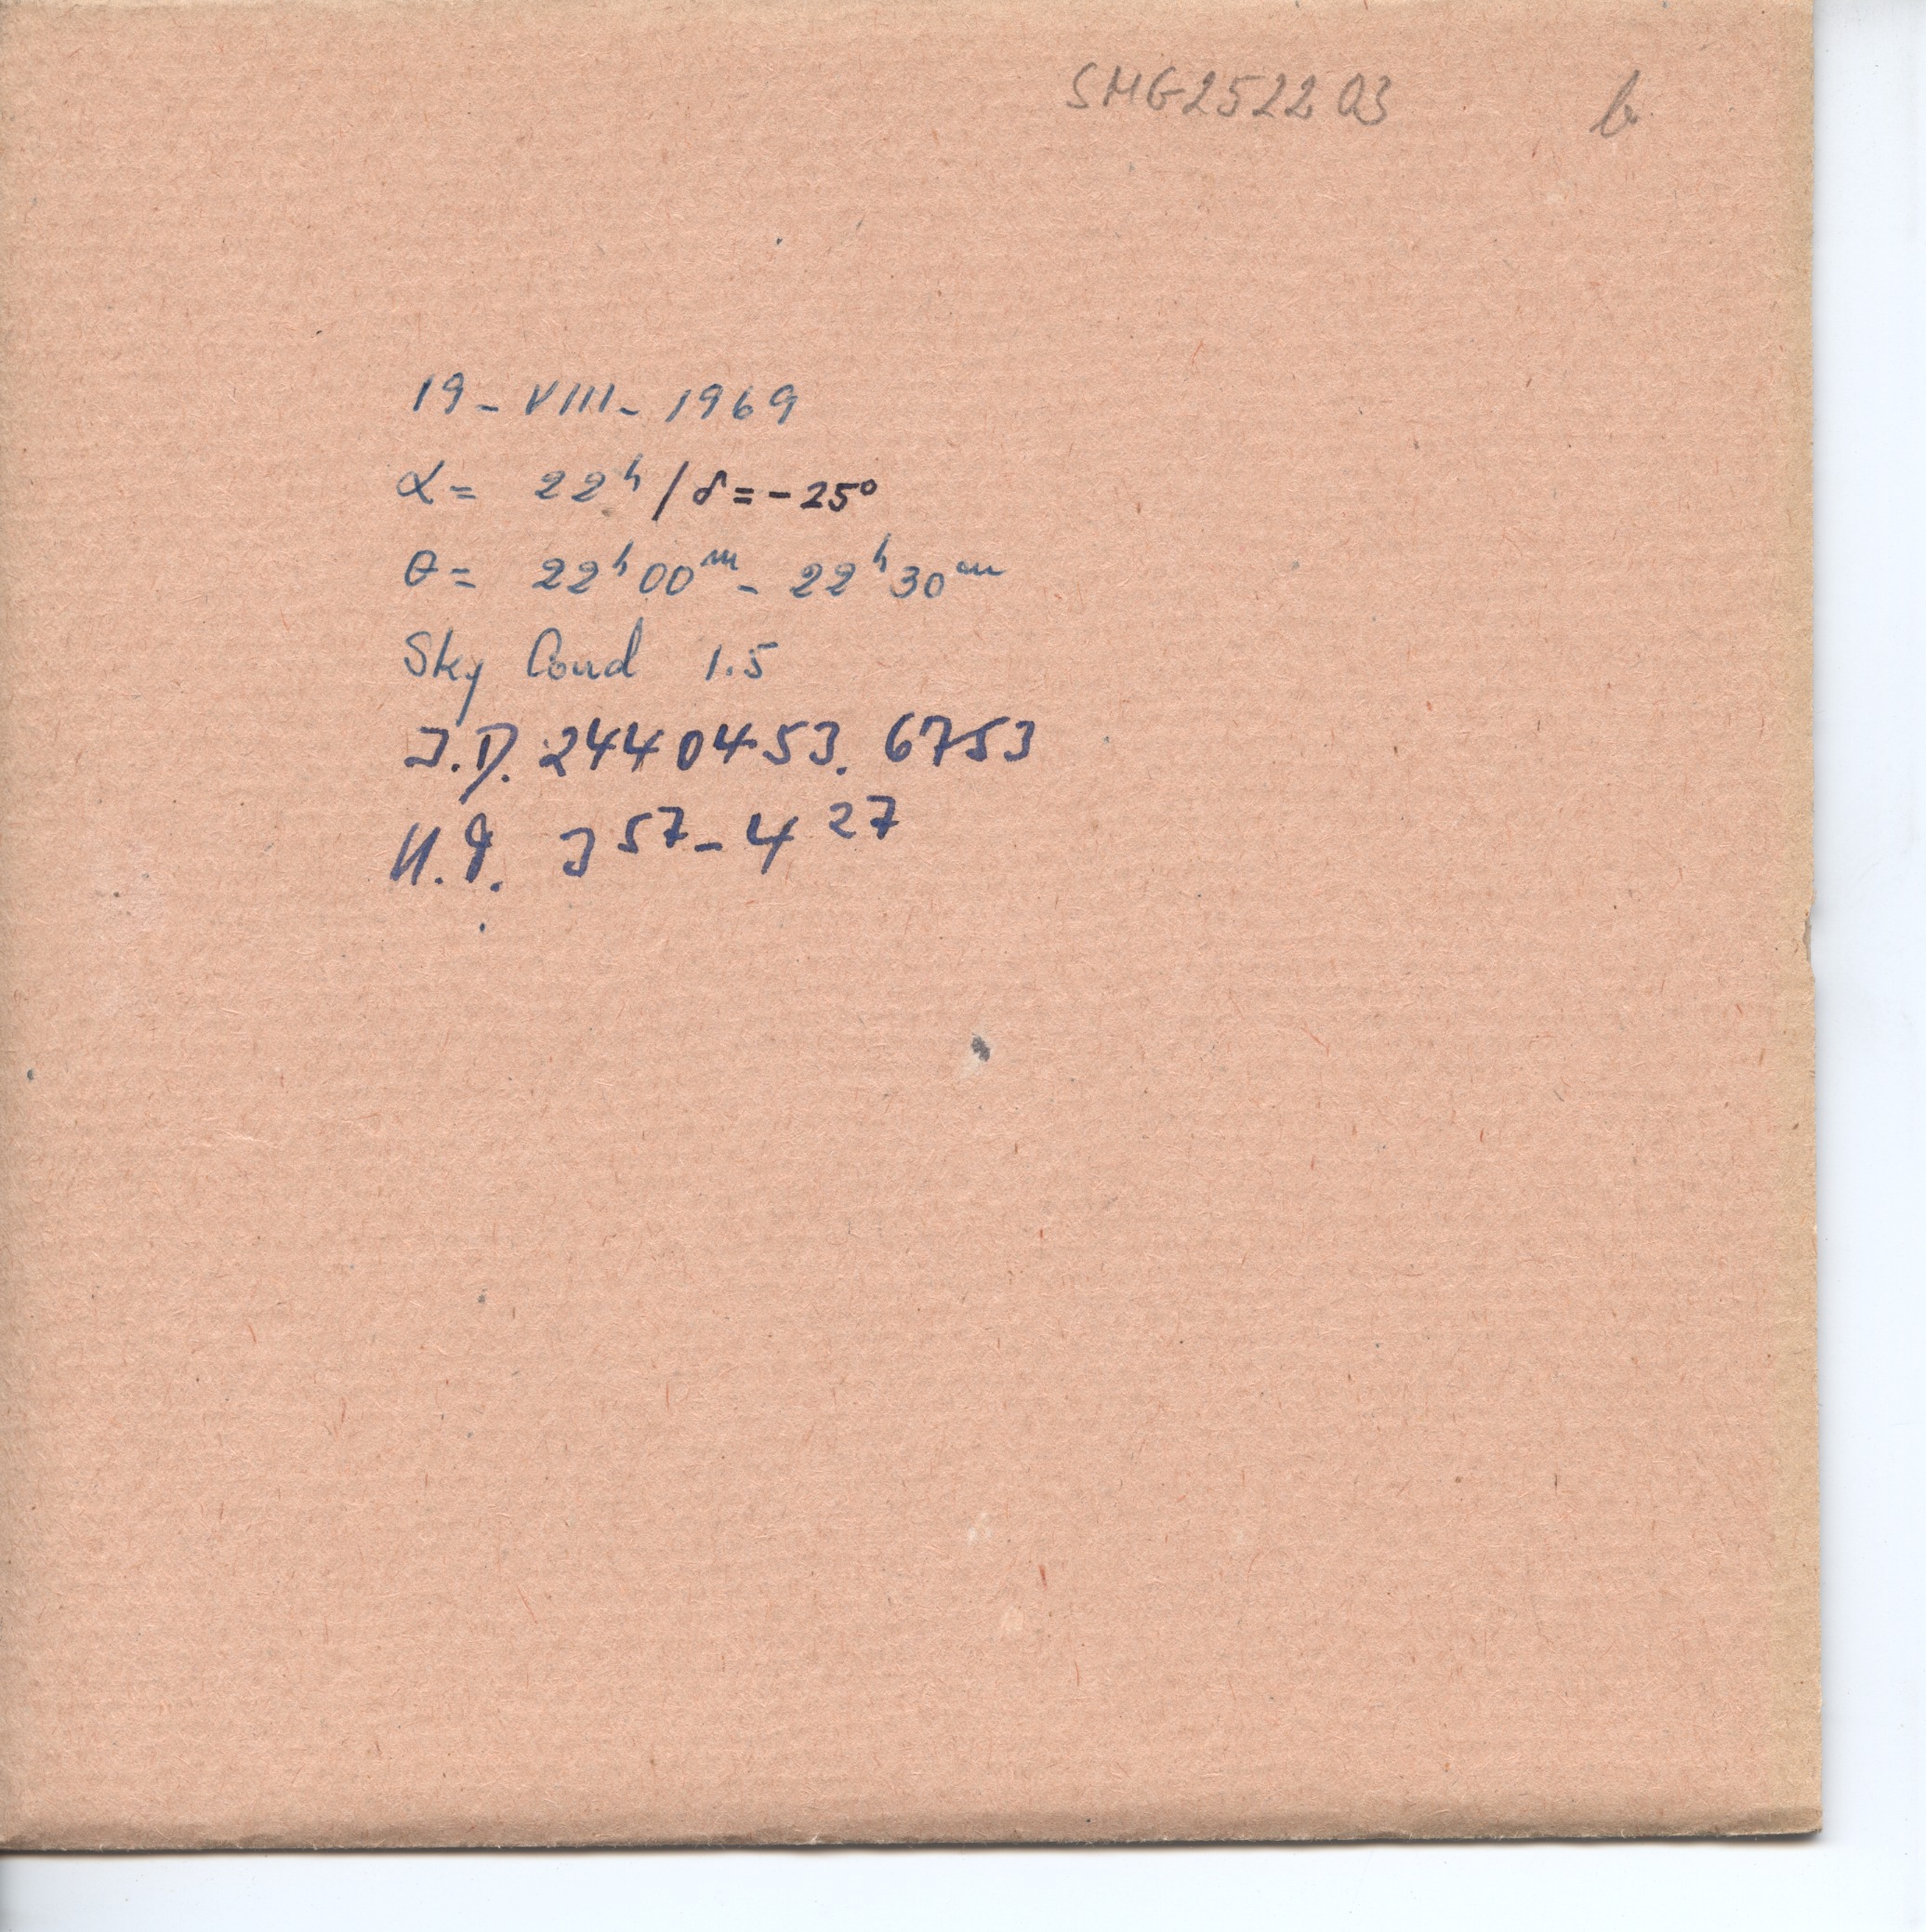 SMG252203 b
19-VIII-1969
α= 22ʰ / δ=-25°
θ= 22ʰ00ᵐ - 22ʰ30ᵐ
Sky Cond 1.5
J.D. 2440453.6753
U.T. 3⁵⁷-4²⁷